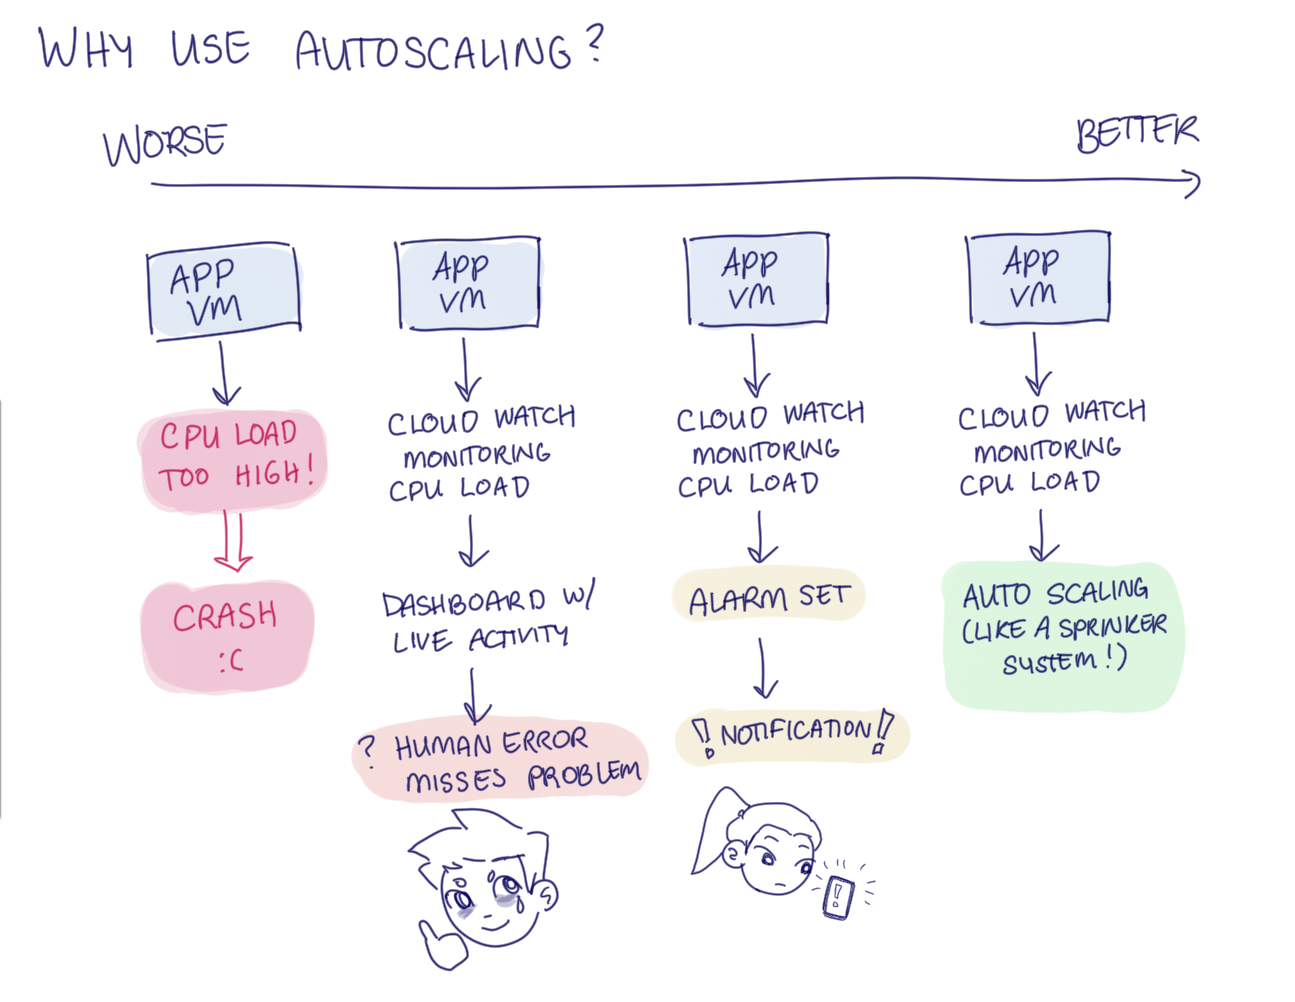 WHY USE AUTOSCALING?
WORSE
BETTER
APP
VM
CPU LOAD
TOO HIGH!
CRASH
:C
APP
VM
CLOUD WATCH
MONITORING
CPU LOAD
DASHBOARD W/
LIVE ACTIVITY
? HUMAN ERROR
MISSES PROBLEM
APP
VM
CLOUD WATCH
MONITORING
CPU LOAD
ALARM SET
! NOTIFICATION!
!
APP
VM
CLOUD WATCH
MONITORING
CPU LOAD
AUTO SCALING
(LIKE A SPRINKER
SYSTEM!)